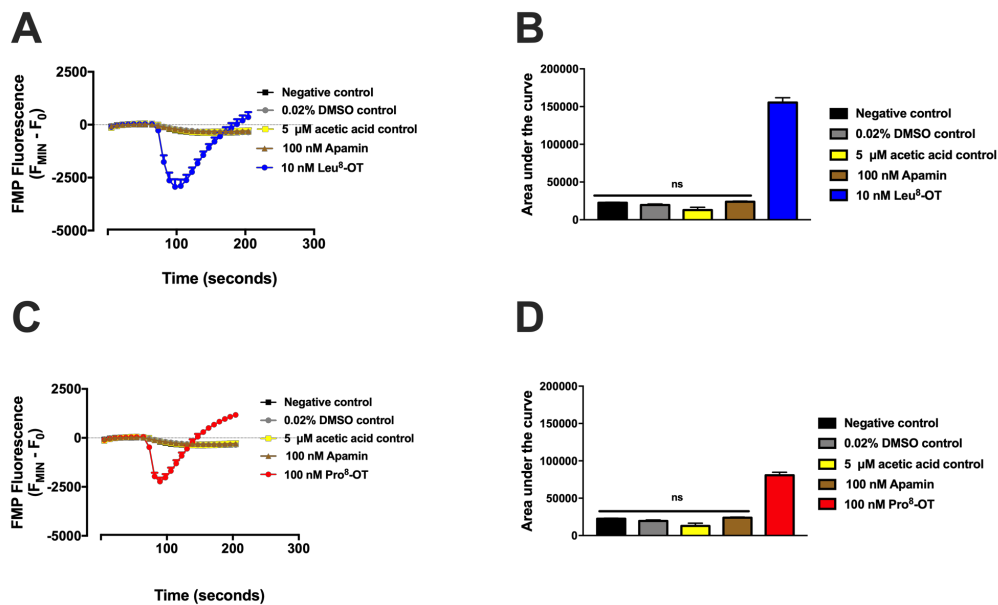 A
FMP Fluorescence
(F_MIN - F_0)
2500
0
-2500
-5000
100
200
300
Time (seconds)
Negative control
0.02% DMSO control
5 µM acetic acid control
100 nM Apamin
10 nM Leu⁸-OT
B
Area under the curve
200000
150000
100000
50000
0
ns
Negative control
0.02% DMSO control
5 µM acetic acid control
100 nM Apamin
10 nM Leu⁸-OT
C
FMP Fluorescence
(F_MIN - F_0)
2500
0
-2500
-5000
100
200
300
Time (seconds)
Negative control
0.02% DMSO control
5 µM acetic acid control
100 nM Apamin
100 nM Pro⁸-OT
D
Area under the curve
200000
150000
100000
50000
0
ns
Negative control
0.02% DMSO control
5 µM acetic acid control
100 nM Apamin
100 nM Pro⁸-OT